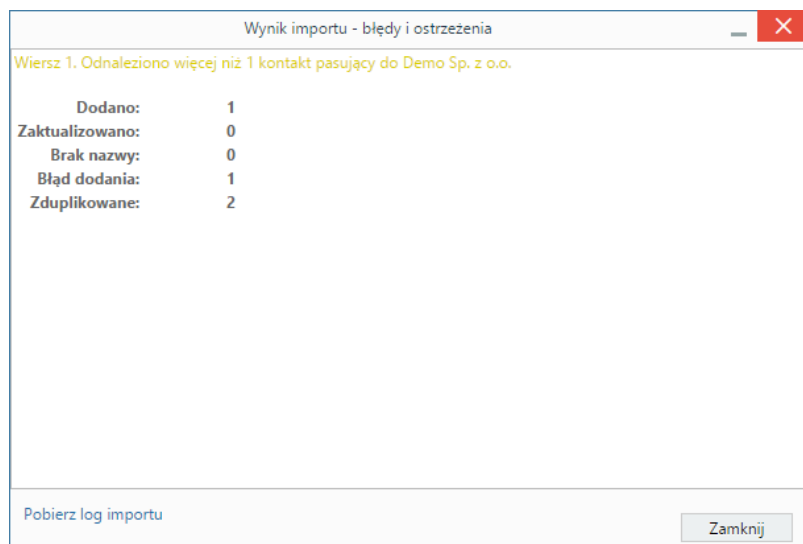 Wynik importu - błędy i ostrzeżenia
Wiersz 1. Odnaleziono więcej niż 1 kontakt pasujący do Demo Sp. z o.o.
Dodano: 1
Zaktualizowano: 0
Brak nazwy: 0
Błąd dodania: 1
Zduplikowane: 2
Pobierz log importu
Zamknij